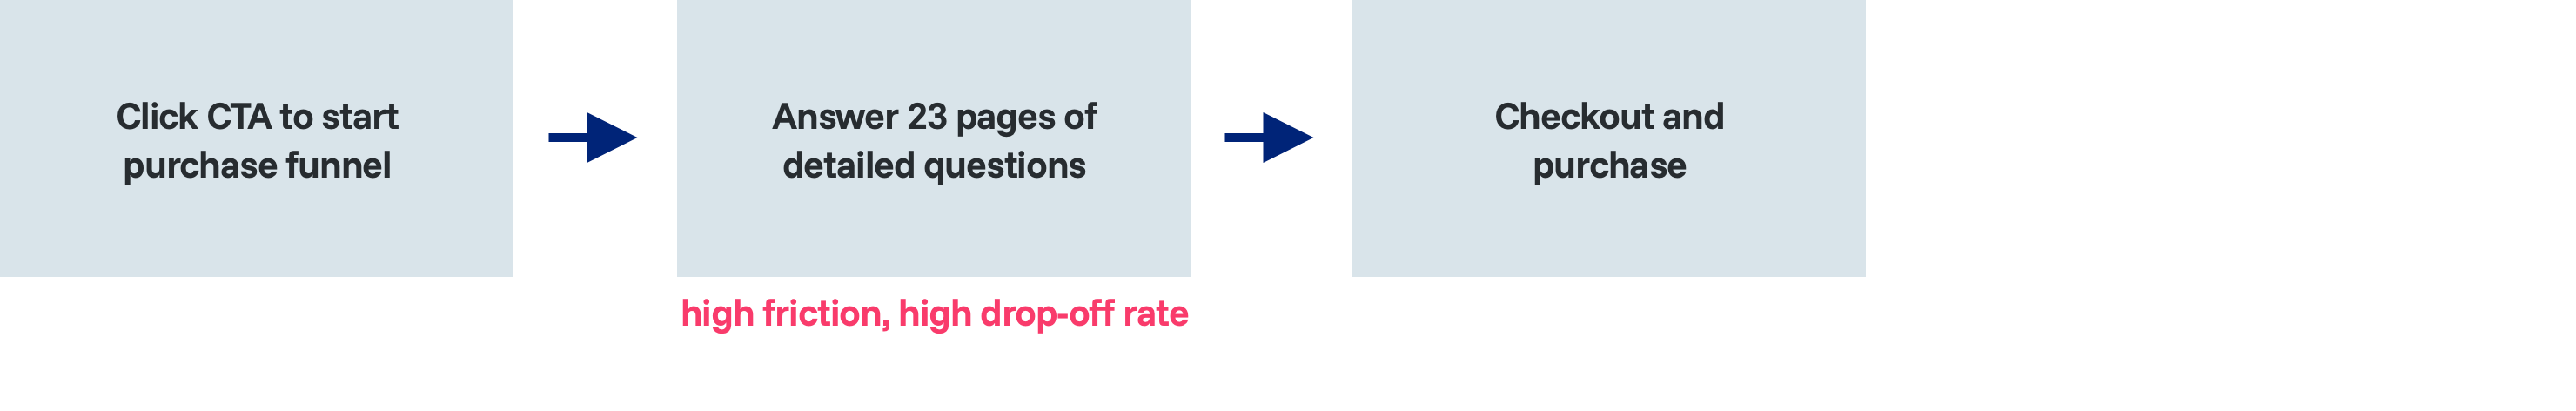 Click CTA to start
purchase funnel
Answer 23 pages of
detailed questions
high friction, high drop-off rate
Checkout and
purchase